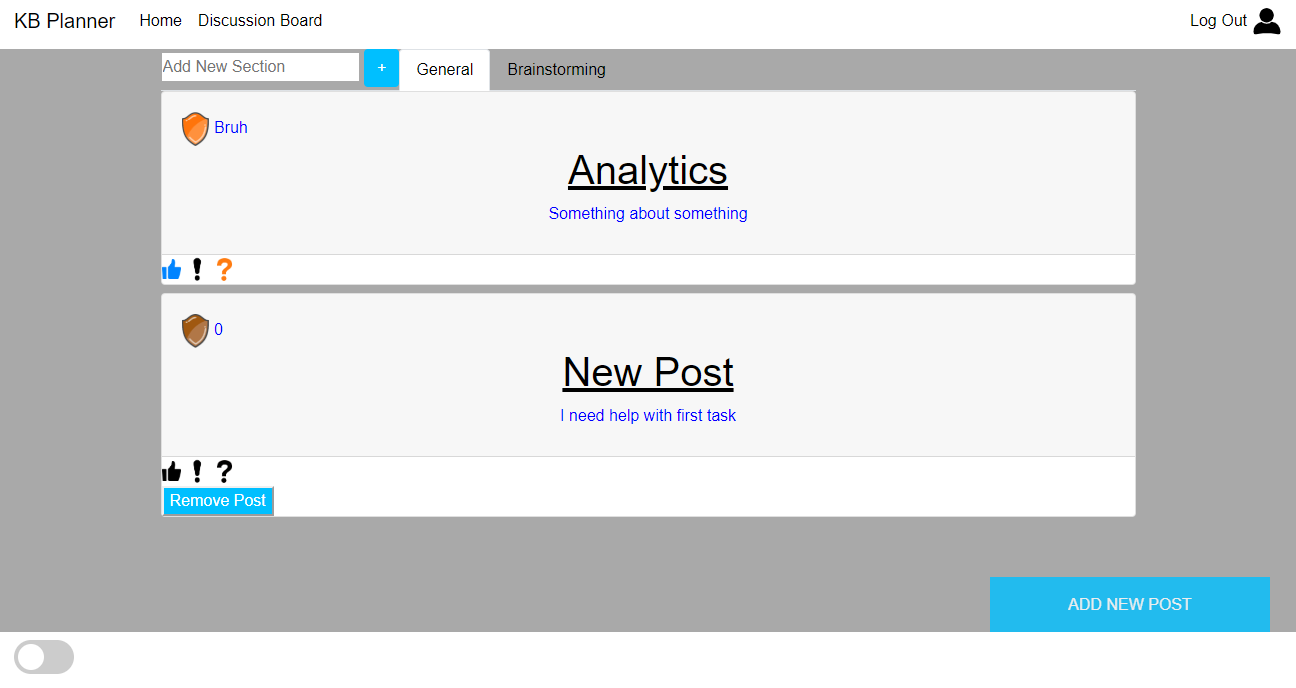 KB Planner Home Discussion Board Log Out
Add New Section + General Brainstorming
Bruh
Analytics
Something about something
0
New Post
I need help with first task
Remove Post
ADD NEW POST